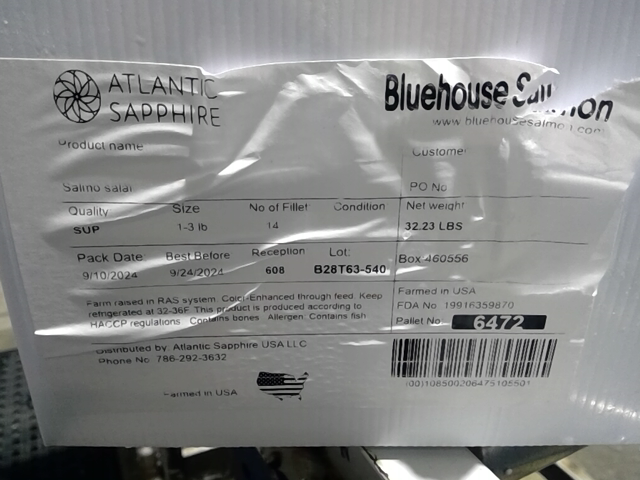 ATLANTIC
SAPPHIRE
Bluehouse Salmon
www.bluehousesalmon.com
Product name
Customer
Salmo salar
PO No
Quality Size No of Fillet Condition Net weight
SUP 1-3 lb 14 32.23 LBS
Pack Date: Best Before Reception Lot: Box-460556
9/10/2024 9/24/2024 608 B28T63-540
Farm raised in RAS system. Color-Enhanced through feed. Keep
refrigerated at 32-36F. This product is produced according to
HACCP regulations. Contains bones. Allergen: Contains fish
Farmed in USA
FDA No 19916359870
Pallet No 6472
Distributed by: Atlantic Sapphire USA LLC
Phone No: 786-292-3632
Farmed in USA
(00)108500206475105501